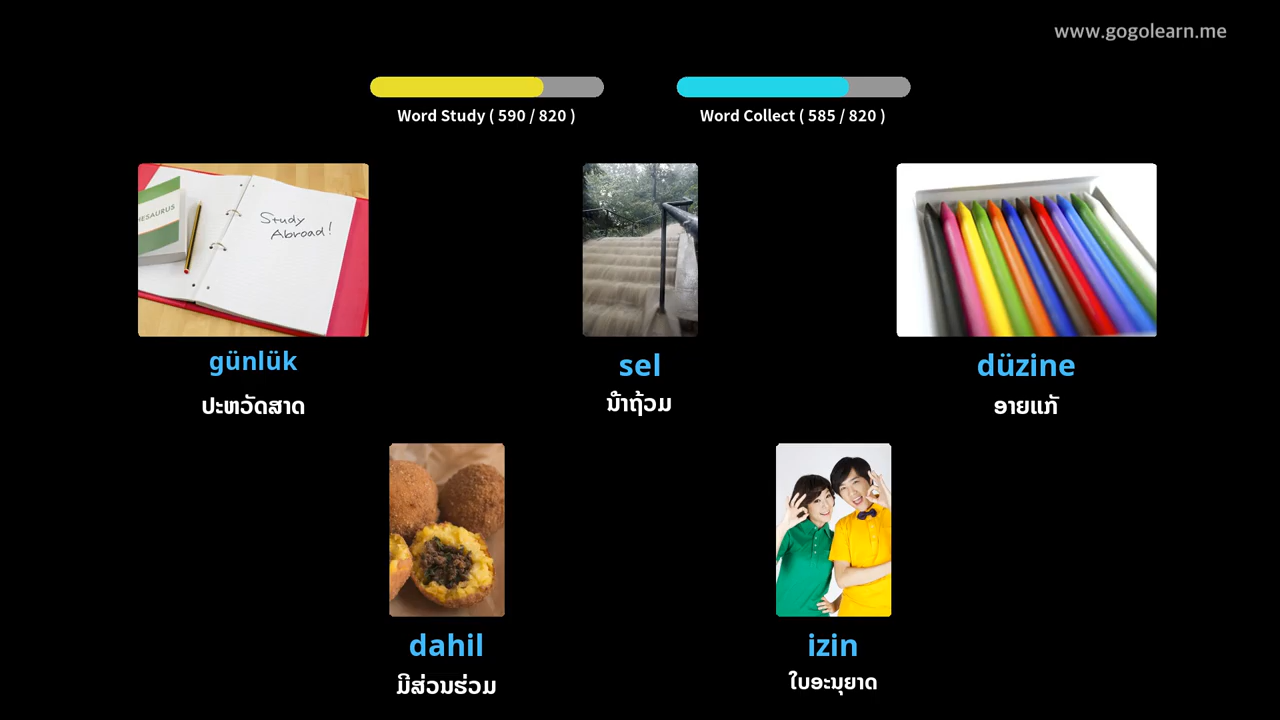 www.gogolearn.me
Word Study ( 590 / 820 )
Word Collect ( 585 / 820 )
HESAURUS
Study
Abroad!
günlük
ປະຫວັດສາດ
sel
ນ້ຳຖ້ວມ
düzine
ອາຍແກັ
dahil
ມີສ່ວນຮ່ວມ
izin
ໃບອະນຸຍາດ